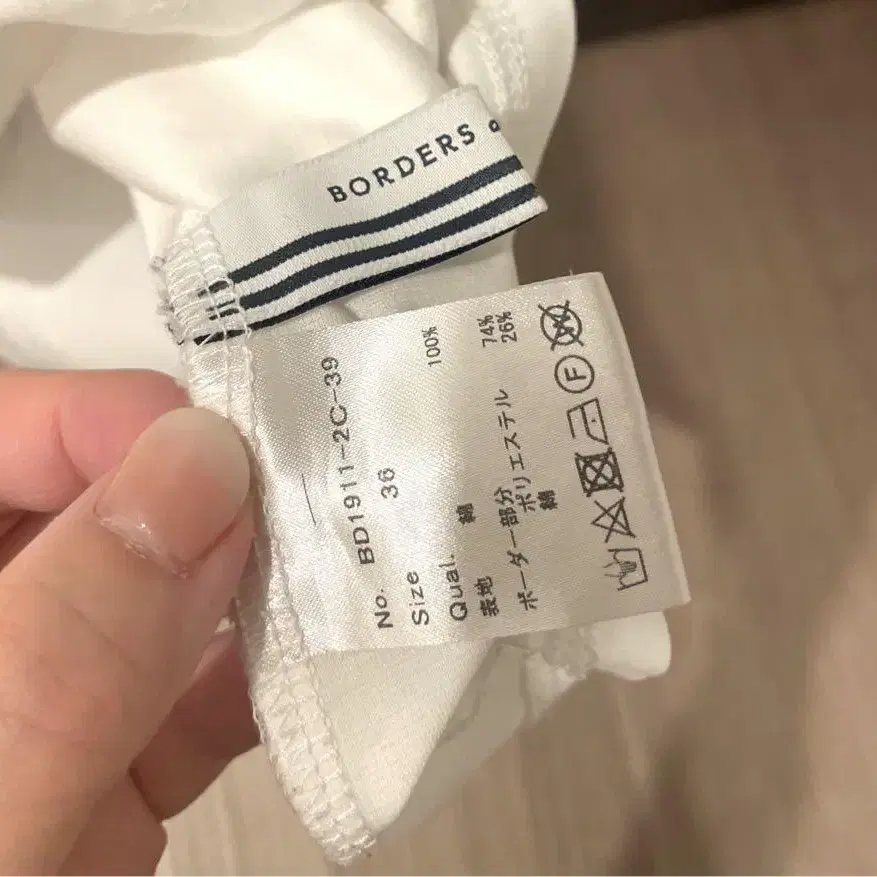 BORDERS a
No. BD1911-2C-39
Size 36
Qual.
表地 綿 100%
ボーダー部分
ポリエステル 74%
綿 26%
F
W